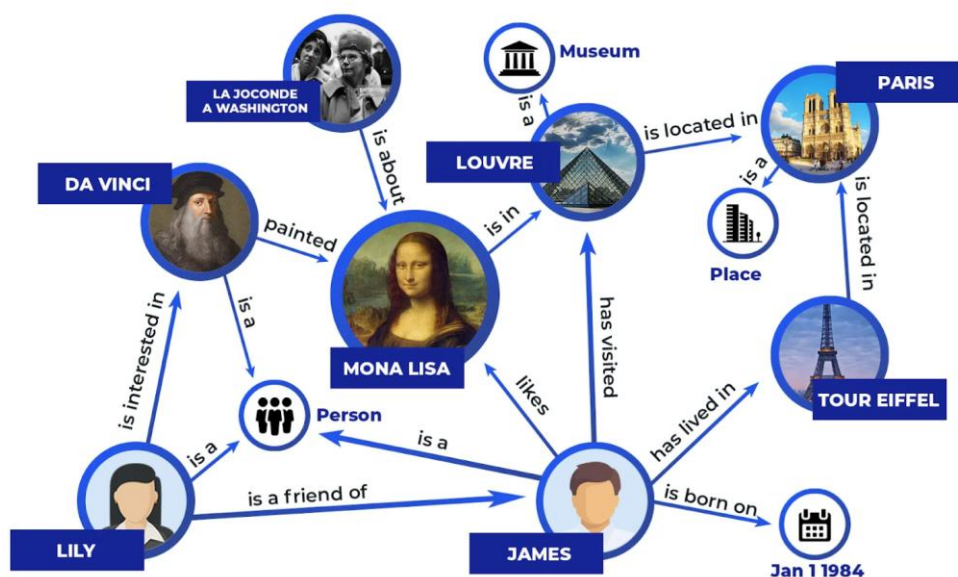 Museum
PARIS
LA JOCONDE
A WASHINGTON
is a
is located in
is about
LOUVRE
DA VINCI
is a
is located in
painted
is in
Place
is a
has visited
is interested in
MONA LISA
likes
TOUR EIFFEL
Person
has lived in
is a
is a
is a friend of
is born on
LILY
JAMES
Jan 1 1984